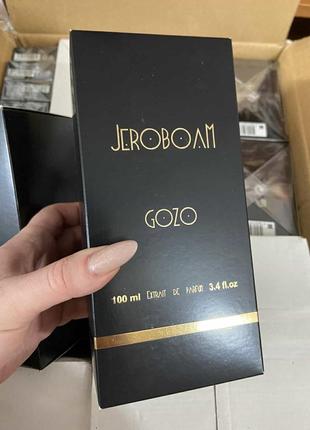 JEROBOAM
GOZO
100 ml EXTRAIT DE PARFUM 3.4 fl.oz